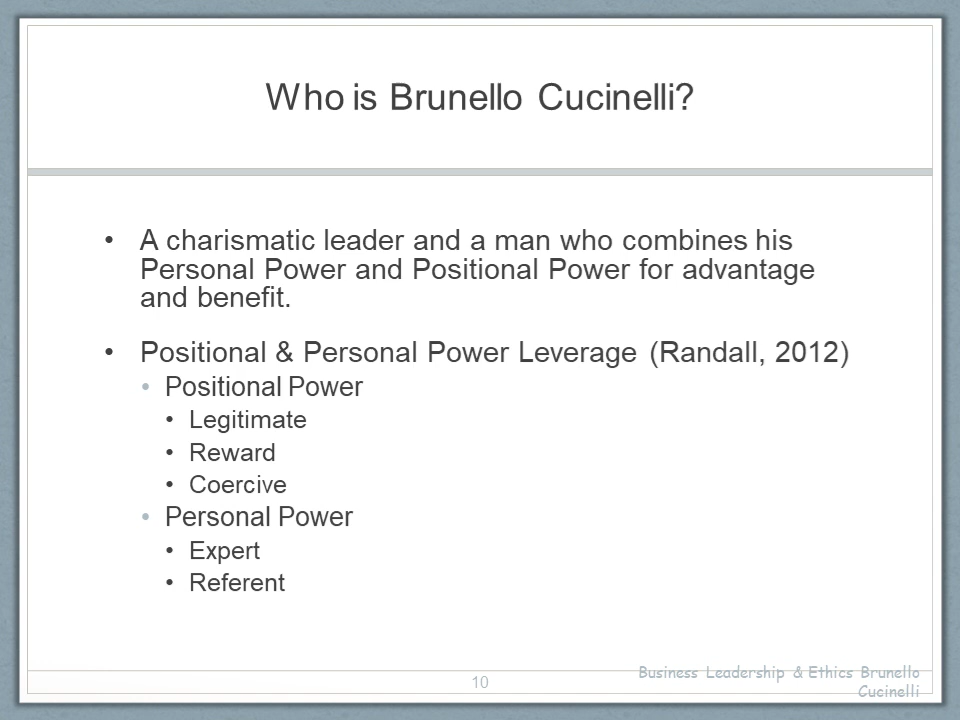 Who is Brunello Cucinelli?
• A charismatic leader and a man who combines his
Personal Power and Positional Power for advantage
and benefit.
• Positional & Personal Power Leverage (Randall, 2012)
• Positional Power
• Legitimate
• Reward
• Coercive
• Personal Power
• Expert
• Referent
10
Business Leadership & Ethics Brunello
Cucinelli